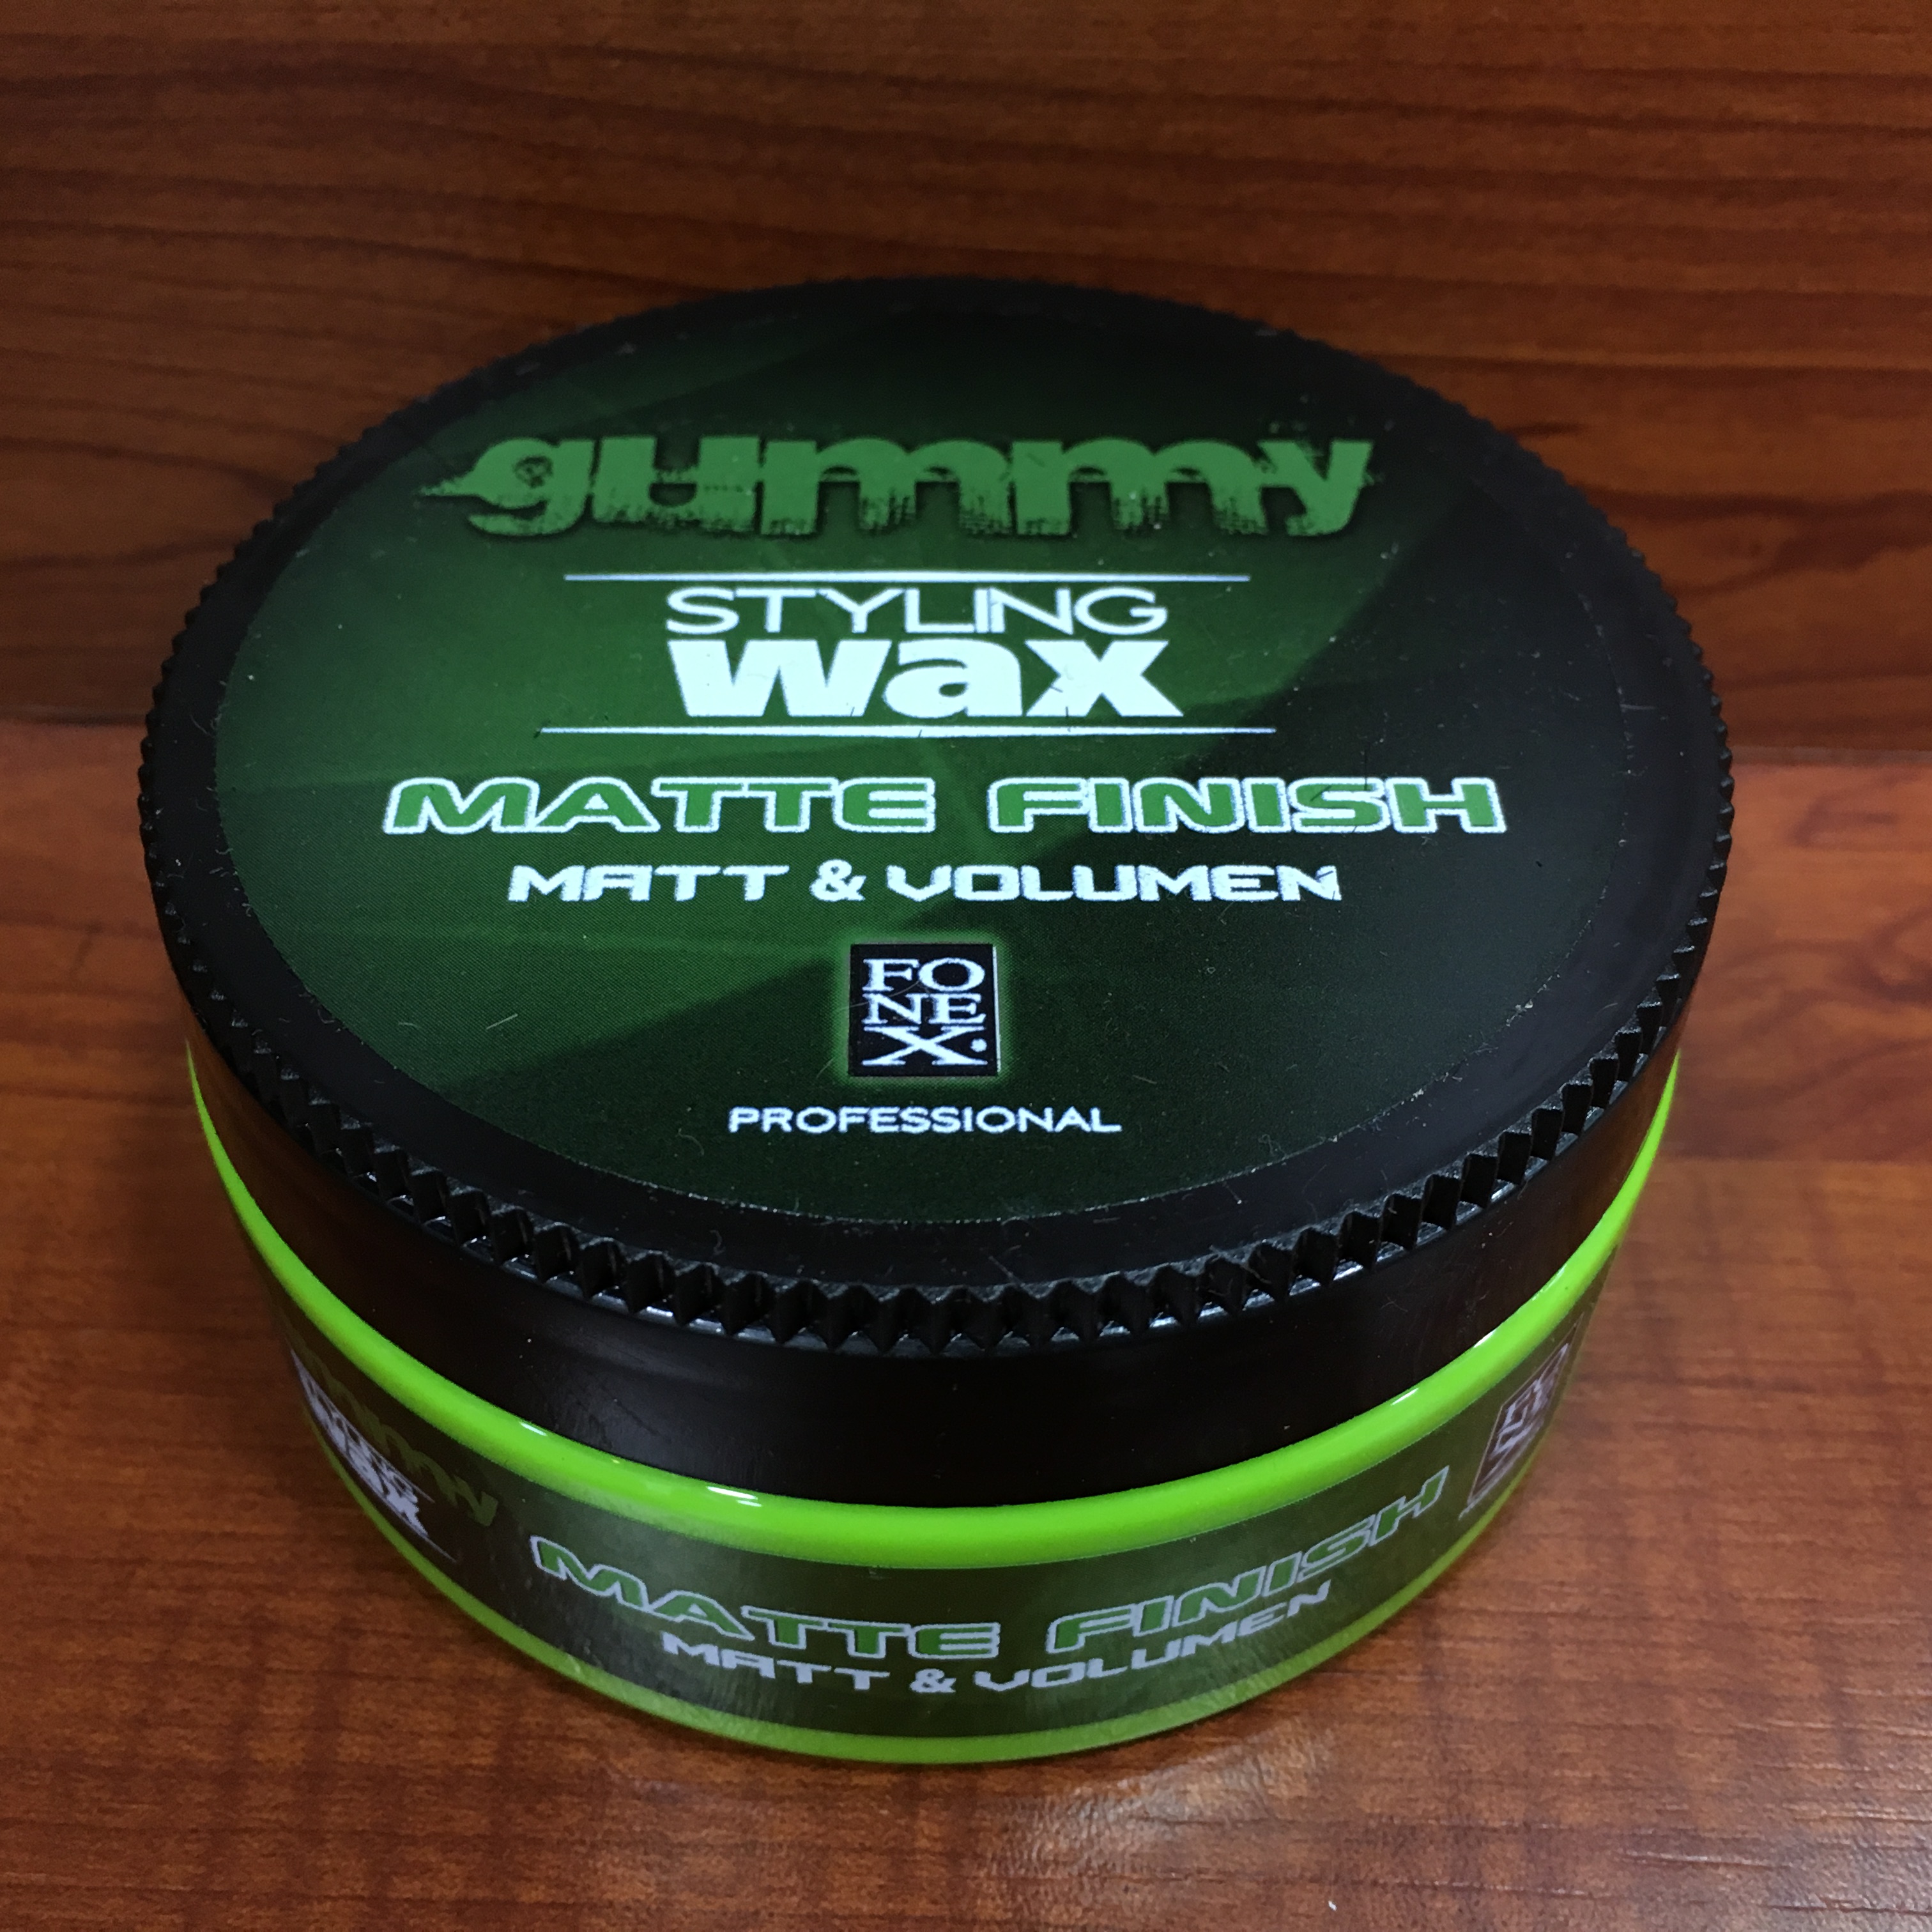 gummy
STYLING
wax
MATTE FINISH
MATT & VOLUMEN
FO
NE
X.
PROFESSIONAL
MATTE FINISH
MATT & VOLUMEN